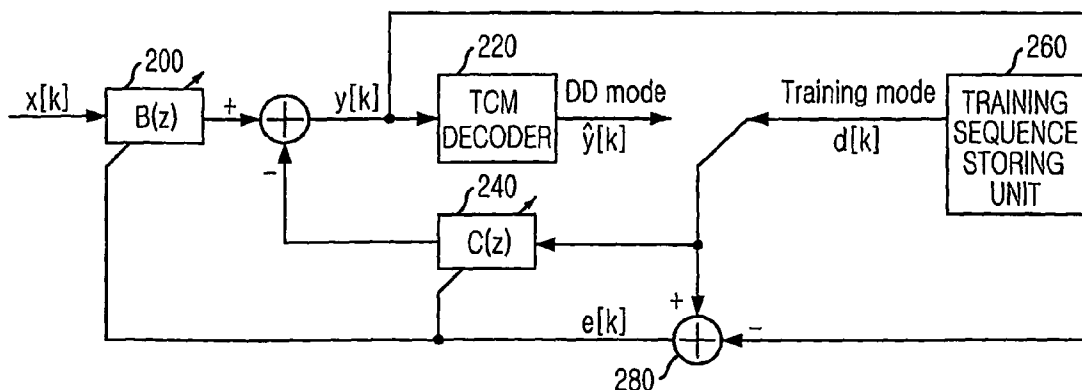 200
220
260
x[k]
B(z)
+
y[k]
TCM
DECODER
DD mode
ŷ[k]
Training mode
d[k]
TRAINING
SEQUENCE
STORING
UNIT
-
240
C(z)
+
-
e[k]
280